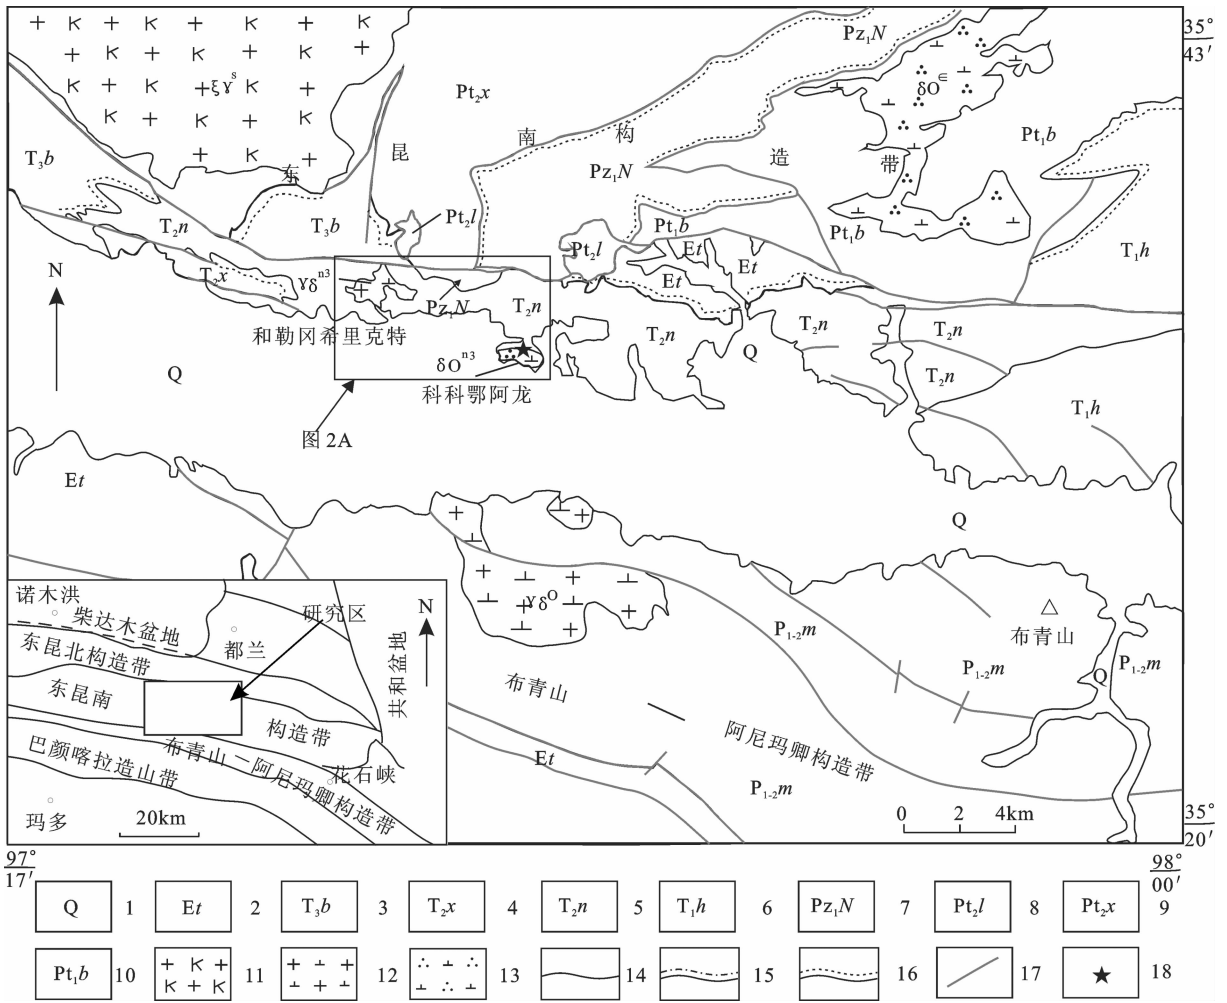 35°
43′
Pz₁N
ξγˢ
Pt₂x
δO∈
Pt₁b
南
构
造
带
昆
东
T₃b
Pz₁N
T₂n
T₃b
Pt₂l
Pt₁b
Pt₂l
Et
Et
Et
Pt₁b
T₁h
N
T₂x
γδⁿ³
Pz₁N
T₂n
T₂n
T₂n
T₂n
和勒冈希里克特
Q
Q
δOⁿ³
T₂n
科科鄂阿龙
T₁h
图 2A
Et
Q
γδᴼ
P₁₋₂m
布青山
P₁₋₂m
P₁₋₂m
Q
布青山
阿尼玛卿构造带
Et
P₁₋₂m
诺木洪
柴达木盆地
研究区
N
都兰
东昆北构造带
共和盆地
东昆南
构造带
巴颜喀拉造山带
布青山－阿尼玛卿构造带
花石峡
玛多
20km
0 2 4km
35°
20′
97°
17′
98°
00′
Q 1 Et 2 T₃b 3 T₂x 4 T₂n 5 T₁h 6 Pz₁N 7 Pt₂l 8 Pt₂x 9
Pt₁b 10 11 12 13 14 15 16 17 18